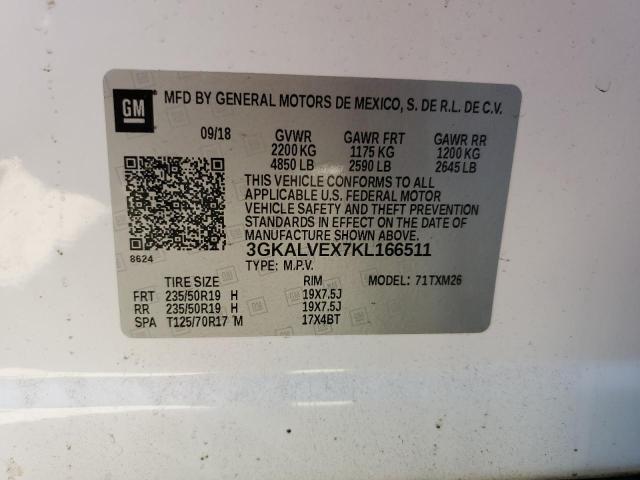 GM MFD BY GENERAL MOTORS DE MEXICO, S. DE R.L. DE C.V.
09/18 GVWR GAWR FRT GAWR RR
2200 KG 1175 KG 1200 KG
4850 LB 2590 LB 2645 LB
THIS VEHICLE CONFORMS TO ALL
APPLICABLE U.S. FEDERAL MOTOR
VEHICLE SAFETY AND THEFT PREVENTION
STANDARDS IN EFFECT ON THE DATE OF
MANUFACTURE SHOWN ABOVE.
8624 3GKALVEX7KL166511
TYPE: M.P.V. MODEL: 71TXM26
TIRE SIZE RIM
FRT 235/50R19 H 19X7.5J
RR 235/50R19 H 19X7.5J
SPA T125/70R17 M 17X4BT